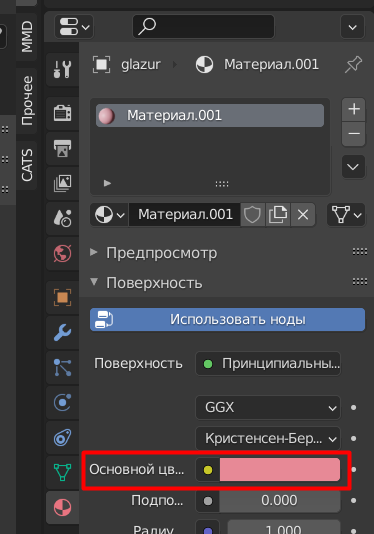 MMD
Прочее
CATS
glazur
Материал.001
Материал.001
Материал.001
Предпросмотр
Поверхность
Использовать ноды
Поверхность
Принципиальны...
GGX
Кристенсен-Бер...
Основной цв...
Подпо...
0.000
Радиу...
1.000